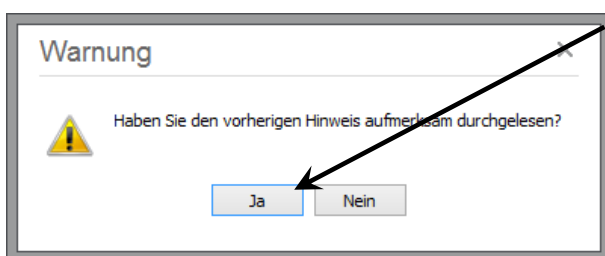 Warnung
Haben Sie den vorherigen Hinweis aufmerksam durchgelesen?
Ja
Nein